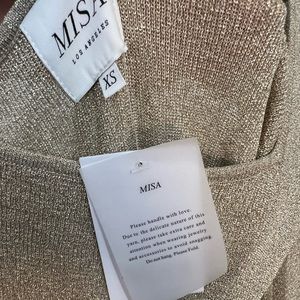 MISA
LOS ANGELES
XS
MISA
Please handle with love.
Due to the delicate nature of this
yarn, please take extra care and
attention when wearing jewelry
and accessories to avoid snagging.
Do not hang. Please Fold.